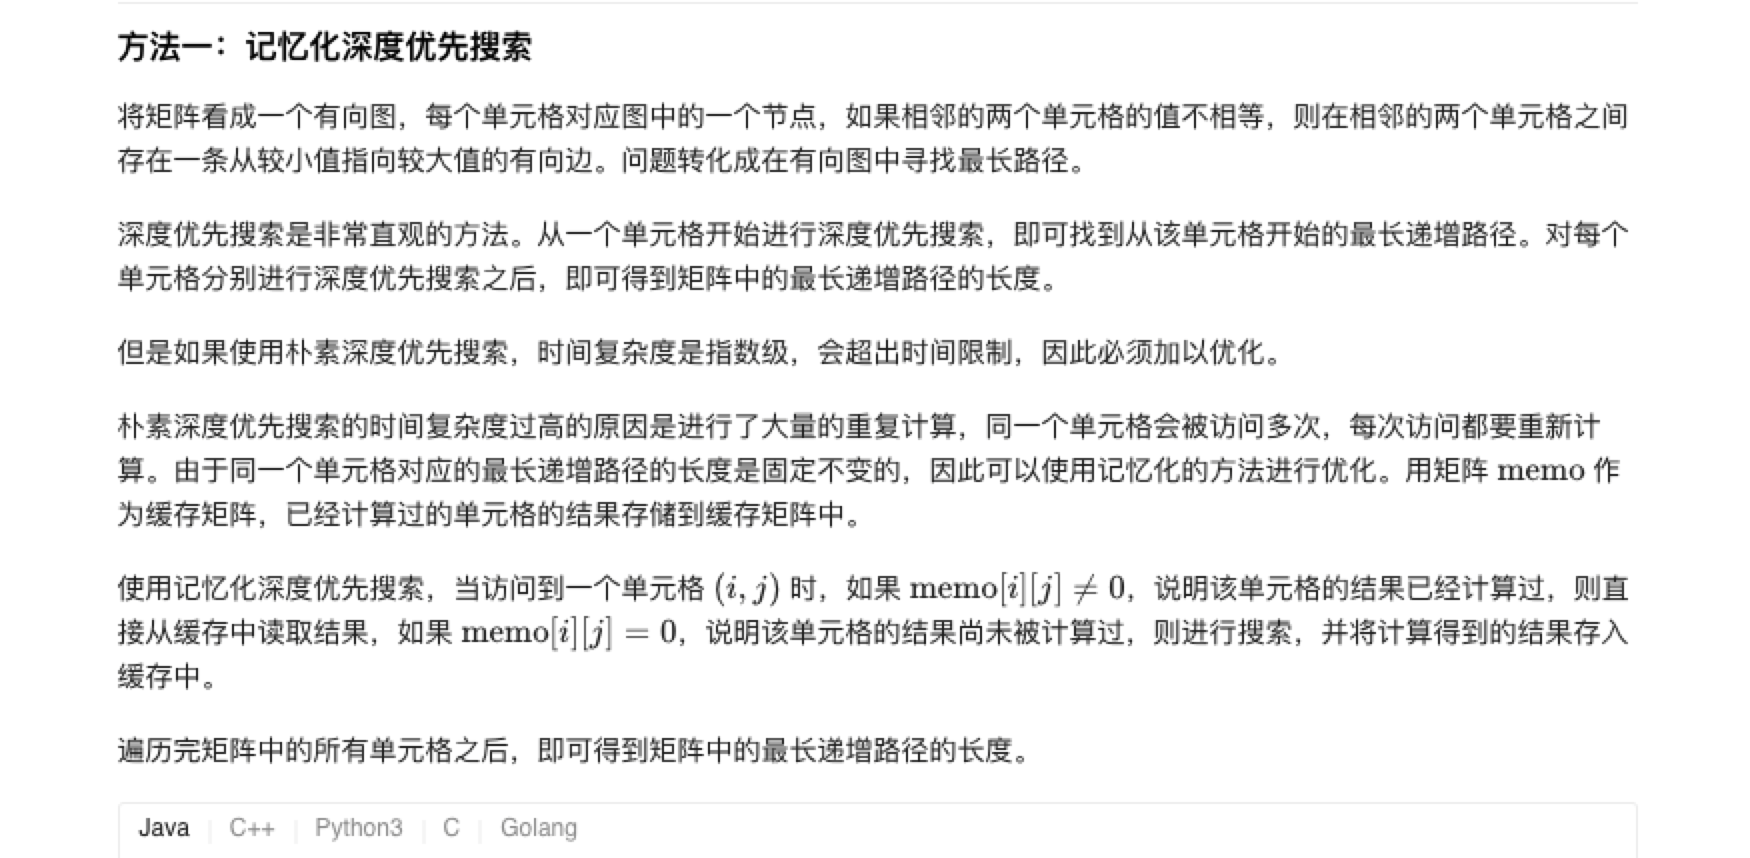 方法一：记忆化深度优先搜索
将矩阵看成一个有向图，每个单元格对应图中的一个节点，如果相邻的两个单元格的值不相等，则在相邻的两个单元格之间
存在一条从较小值指向较大值的有向边。问题转化成在有向图中寻找最长路径。
深度优先搜索是非常直观的方法。从一个单元格开始进行深度优先搜索，即可找到从该单元格开始的最长递增路径。对每个
单元格分别进行深度优先搜索之后，即可得到矩阵中的最长递增路径的长度。
但是如果使用朴素深度优先搜索，时间复杂度是指数级，会超出时间限制，因此必须加以优化。
朴素深度优先搜索的时间复杂度过高的原因是进行了大量的重复计算，同一个单元格会被访问多次，每次访问都要重新计
算。由于同一个单元格对应的最长递增路径的长度是固定不变的，因此可以使用记忆化的方法进行优化。用矩阵 memo 作
为缓存矩阵，已经计算过的单元格的结果存储到缓存矩阵中。
使用记忆化深度优先搜索，当访问到一个单元格 (i, j) 时，如果 memo[i][j] ≠ 0，说明该单元格的结果已经计算过，则直
接从缓存中读取结果，如果 memo[i][j] = 0，说明该单元格的结果尚未被计算过，则进行搜索，并将计算得到的结果存入
缓存中。
遍历完矩阵中的所有单元格之后，即可得到矩阵中的最长递增路径的长度。
Java C++ Python3 C Golang